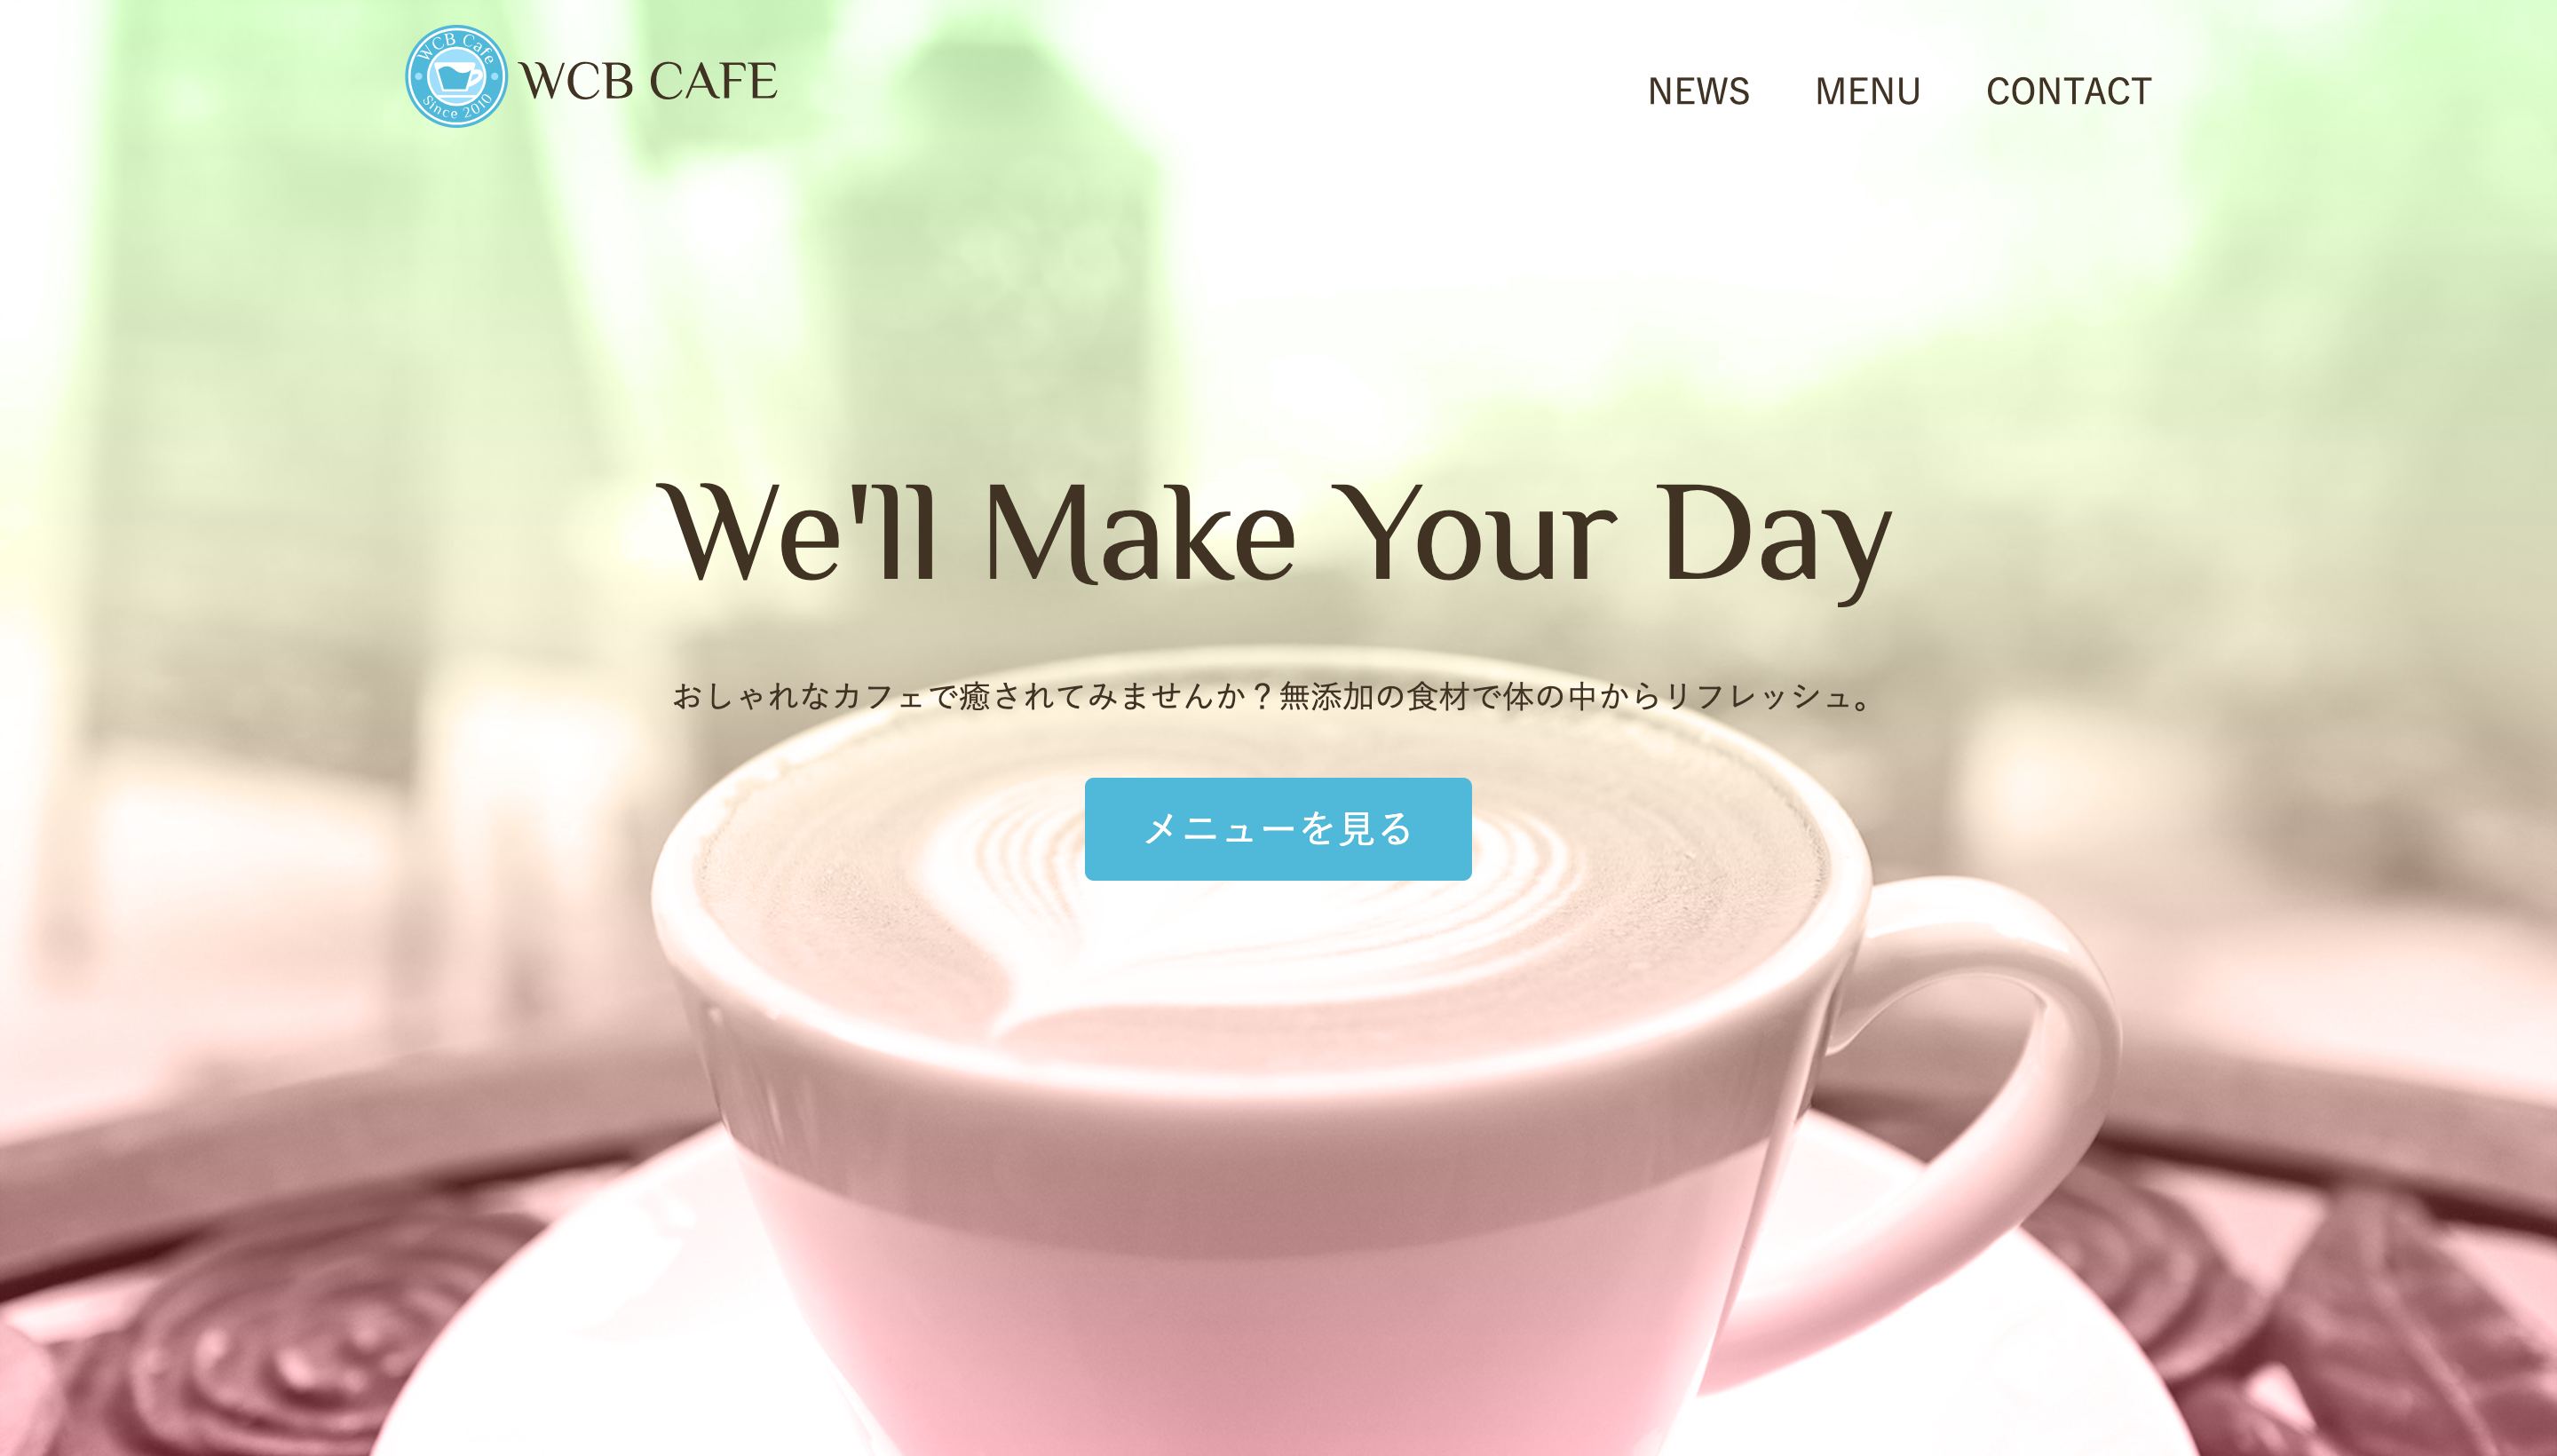 WCB Cafe
Since 2010
WCB CAFE
NEWS
MENU
CONTACT
We'll Make Your Day
おしゃれなカフェで癒されてみませんか？無添加の食材で体の中からリフレッシュ。
メニューを見る